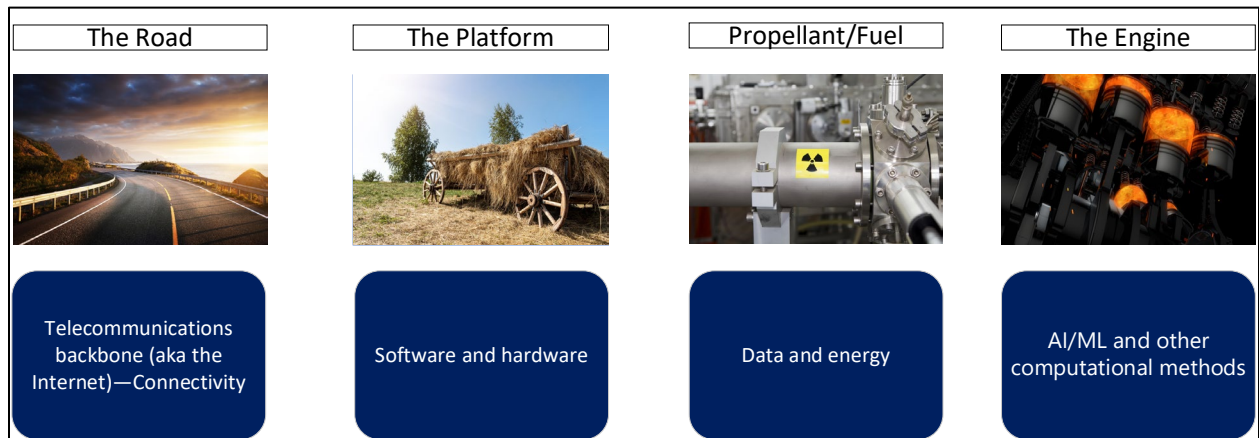 The Road
The Platform
Propellant/Fuel
The Engine
Telecommunications
backbone (aka the
Internet)—Connectivity
Software and hardware
Data and energy
AI/ML and other
computational methods